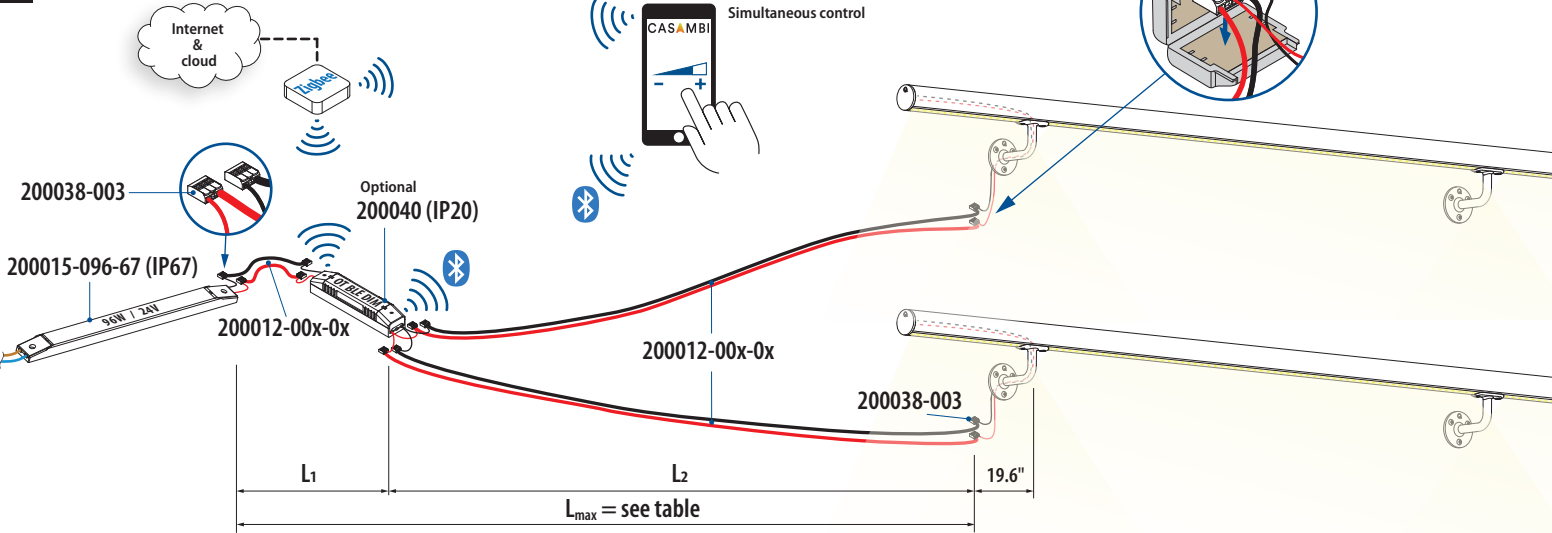 Internet
&
cloud
Zigbee
CASAMBI
- +
Simultaneous control
200038-003
Optional
200040 (IP20)
200015-096-67 (IP67)
96W / 24V
OT BLE DIM
200012-00x-0x
200012-00x-0x
200038-003
L1
L2
19.6"
Lmax = see table